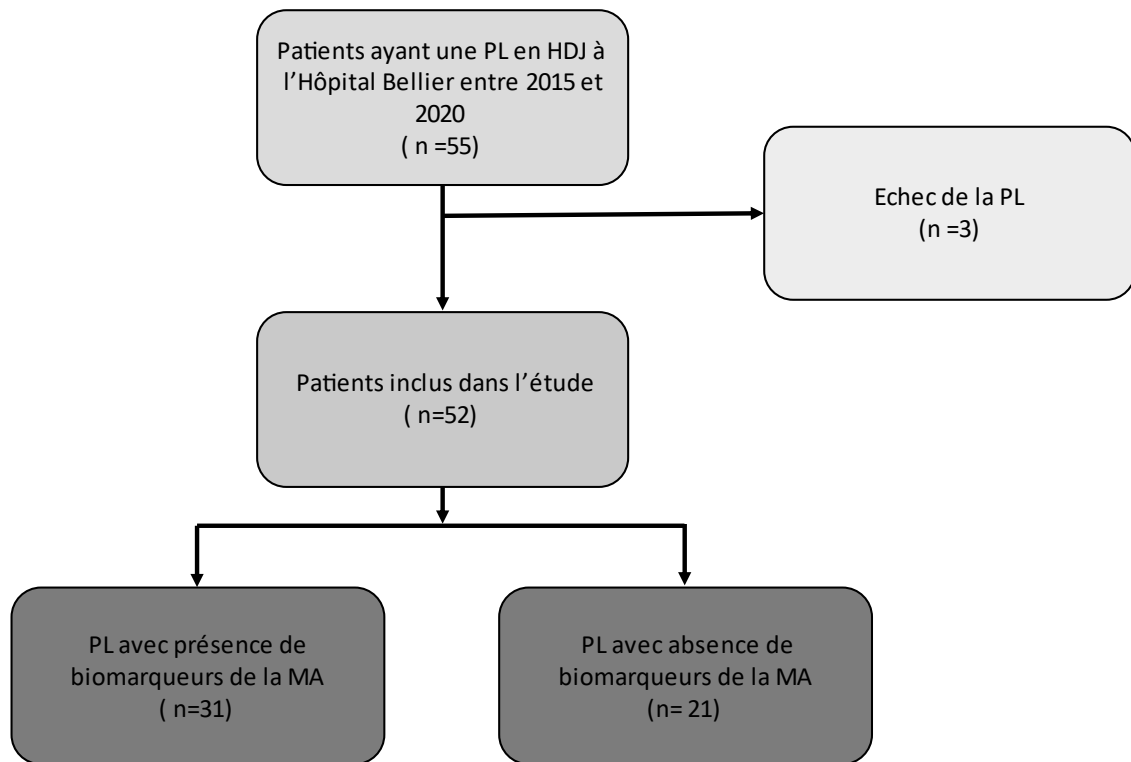 Patients ayant une PL en HDJ à
l’Hôpital Bellier entre 2015 et
2020
( n =55)
Echec de la PL
(n =3)
Patients inclus dans l’étude
( n=52)
PL avec présence de
biomarqueurs de la MA
( n=31)
PL avec absence de
biomarqueurs de la MA
(n= 21)